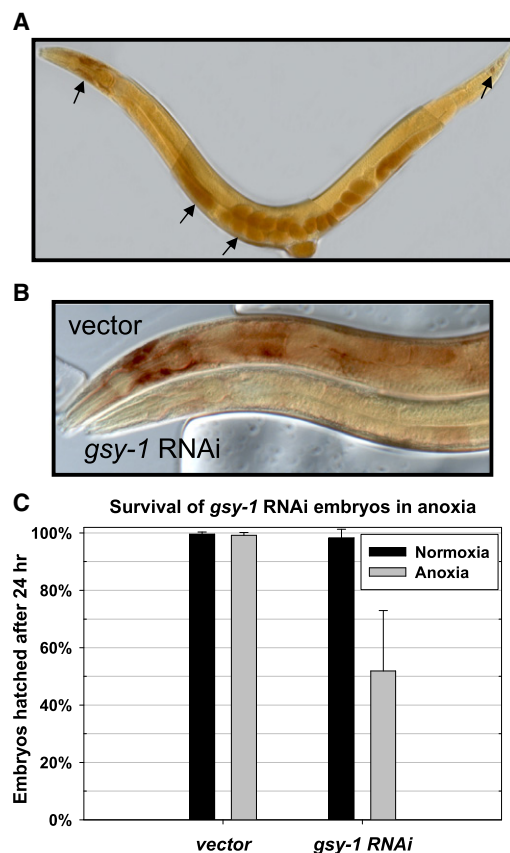 A
B
vector
gsy-1 RNAi
C
Survival of gsy-1 RNAi embryos in anoxia
Embryos hatched after 24 hr
100%
80%
60%
40%
20%
0%
Normoxia
Anoxia
vector
gsy-1 RNAi